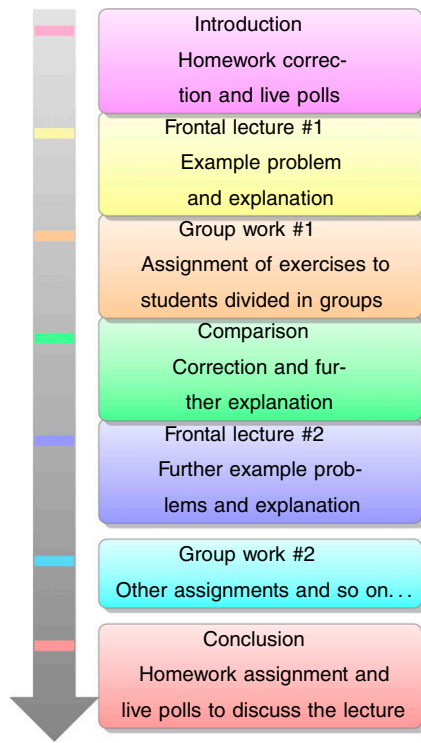 Introduction
Homework correc-
tion and live polls
Frontal lecture #1
Example problem
and explanation
Group work #1
Assignment of exercises to
students divided in groups
Comparison
Correction and fur-
ther explanation
Frontal lecture #2
Further example prob-
lems and explanation
Group work #2
Other assignments and so on...
Conclusion
Homework assignment and
live polls to discuss the lecture